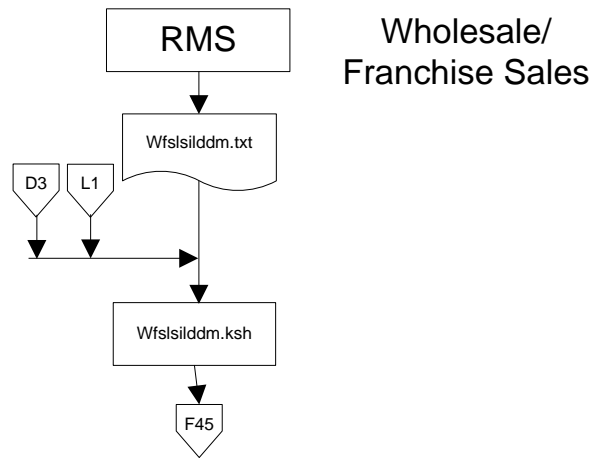 RMS
Wholesale/
Franchise Sales
Wfslsilddm.txt
D3
L1
Wfslsilddm.ksh
F45